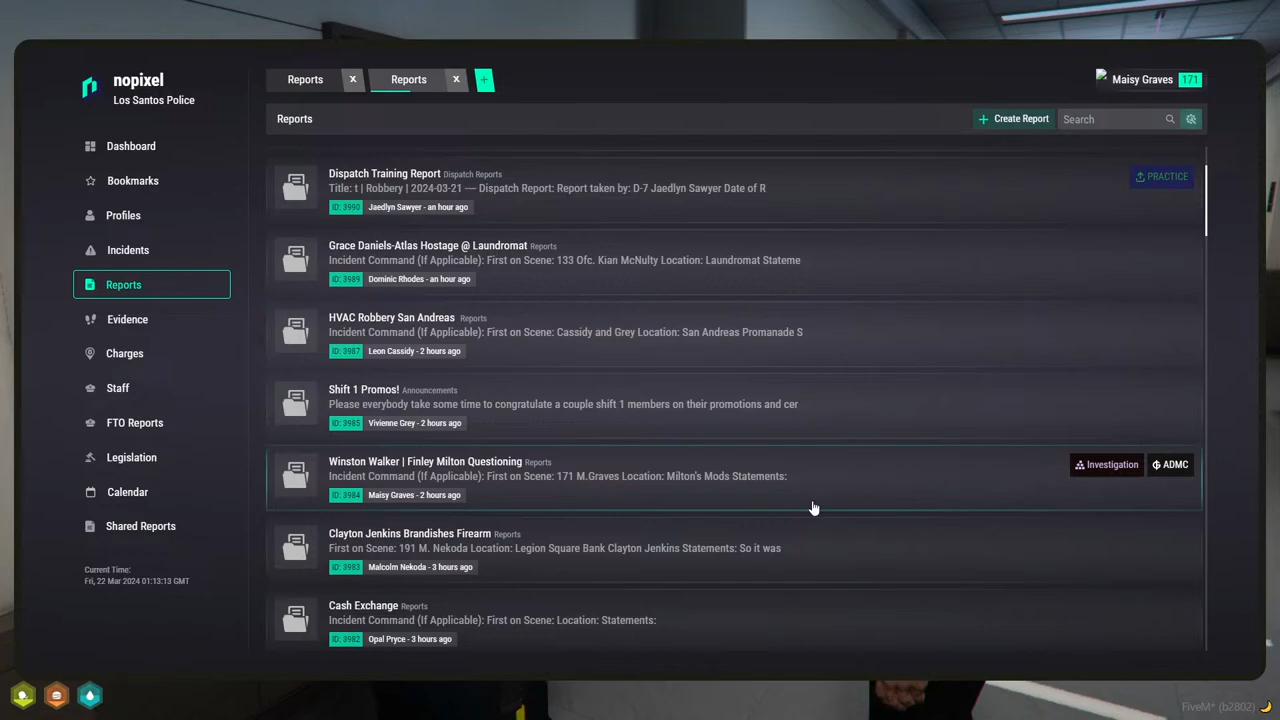 nopixel
Los Santos Police
Reports x Reports x +
Maisy Graves 171
Reports
+ Create Report
Search
Dashboard
Bookmarks
Profiles
Incidents
Reports
Evidence
Charges
Staff
FTO Reports
Legislation
Calendar
Shared Reports
Current Time:
Fri, 22 Mar 2024 01:13:13 GMT
Dispatch Training Report Dispatch Reports
Title: t | Robbery | 2024-03-21 ---- Dispatch Report: Report taken by: D-7 Jaedlyn Sawyer Date of R
ID: 3990 Jaedlyn Sawyer - an hour ago
PRACTICE
Grace Daniels-Atlas Hostage @ Laundromat Reports
Incident Command (If Applicable): First on Scene: 133 Ofc. Kian McNulty Location: Laundromat Stateme
ID: 3989 Dominic Rhodes - an hour ago
HVAC Robbery San Andreas Reports
Incident Command (If Applicable): First on Scene: Cassidy and Grey Location: San Andreas Promanade S
ID: 3987 Leon Cassidy - 2 hours ago
Shift 1 Promos! Announcements
Please everybody take some time to congratulate a couple shift 1 members on their promotions and cer
ID: 3985 Vivienne Grey - 2 hours ago
Winston Walker | Finley Milton Questioning Reports
Incident Command (If Applicable): First on Scene: 171 M.Graves Location: Milton's Mods Statements:
ID: 3984 Maisy Graves - 2 hours ago
Investigation ADMC
Clayton Jenkins Brandishes Firearm Reports
First on Scene: 191 M. Nekoda Location: Legion Square Bank Clayton Jenkins Statements: So it was
ID: 3983 Malcolm Nekoda - 3 hours ago
Cash Exchange Reports
Incident Command (If Applicable): First on Scene: Location: Statements:
ID: 3982 Opal Pryce - 3 hours ago
FiveM* (b2802)